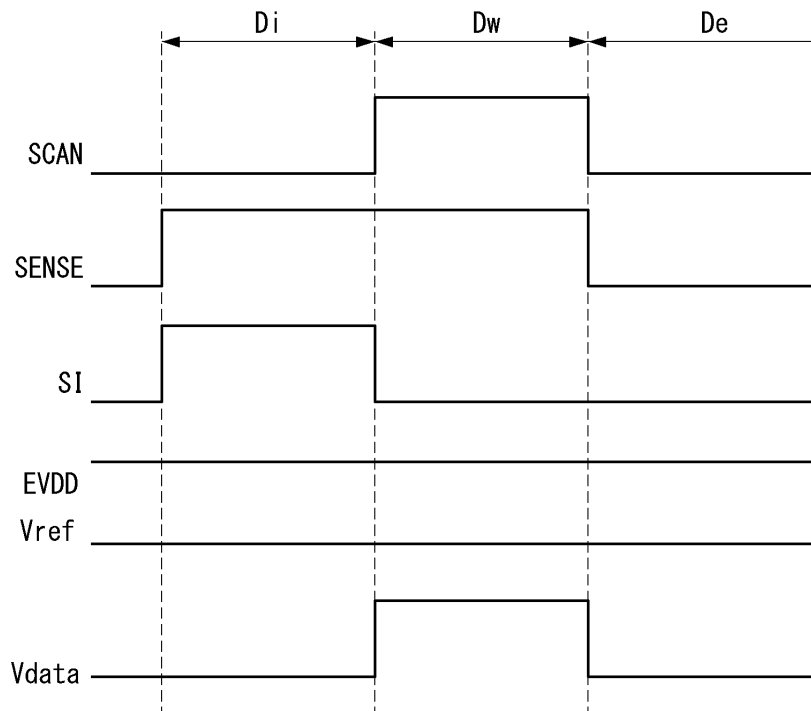 Di Dw De
SCAN
SENSE
SI
EVDD
Vref
Vdata